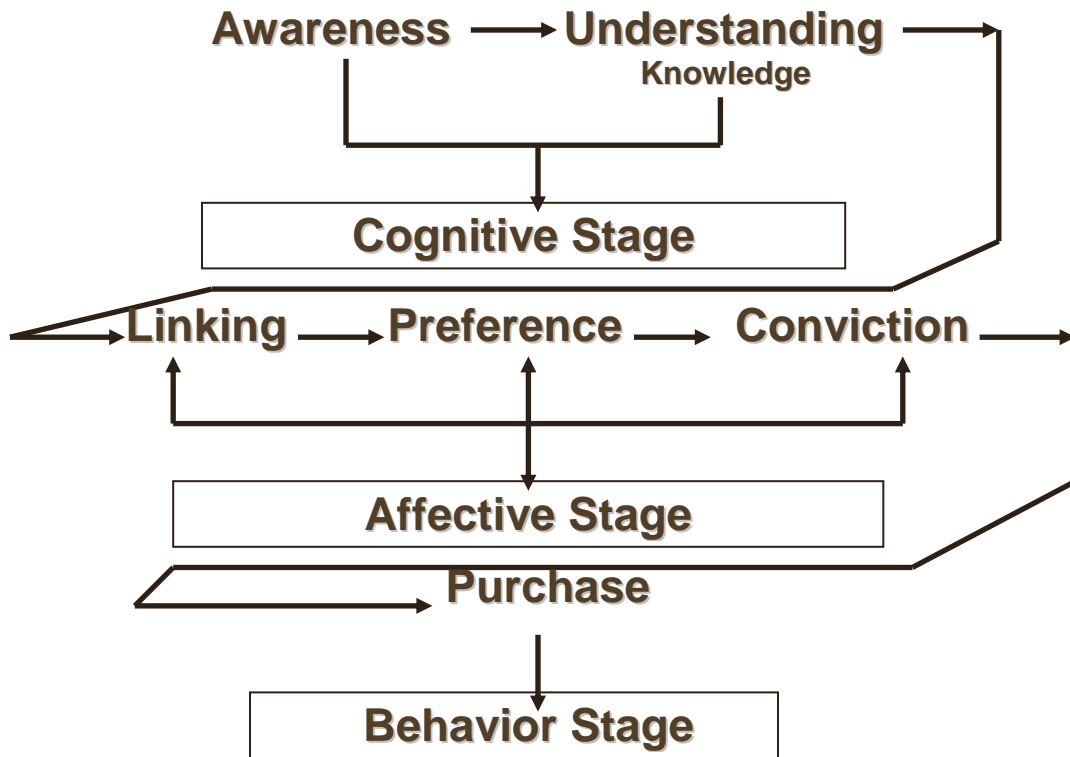 Awareness Understanding
Knowledge
Cognitive Stage
Linking Preference Conviction
Affective Stage
Purchase
Behavior Stage